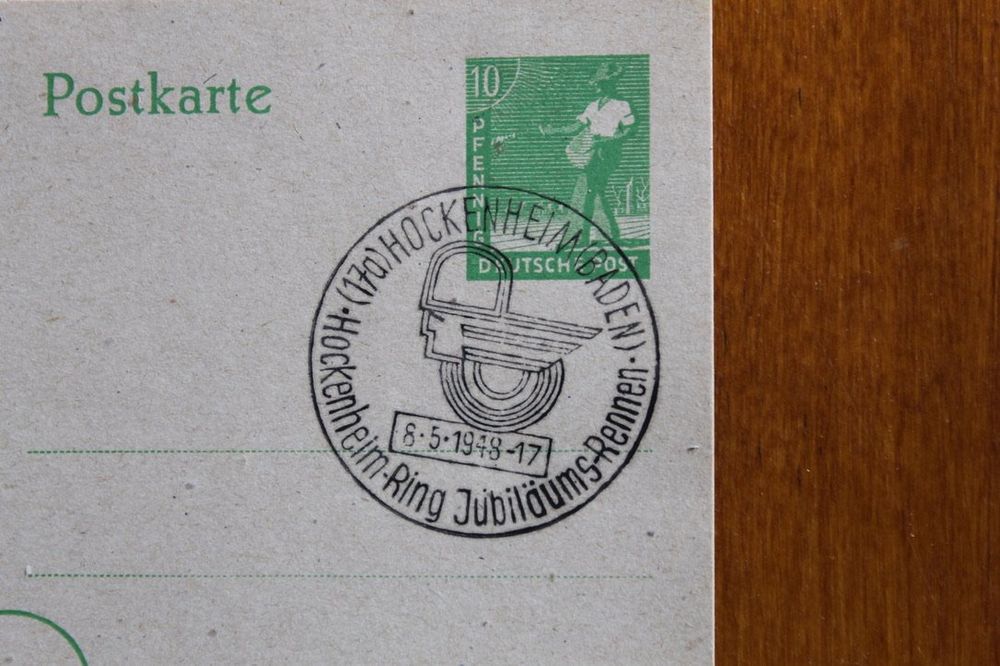 Postkarte
10
PFENNIG
DEUTSCHE POST
(17a) HOCKENHEIM (BADEN)
8·5·1948-17
· Hockenheim-Ring Jubiläums-Rennen ·